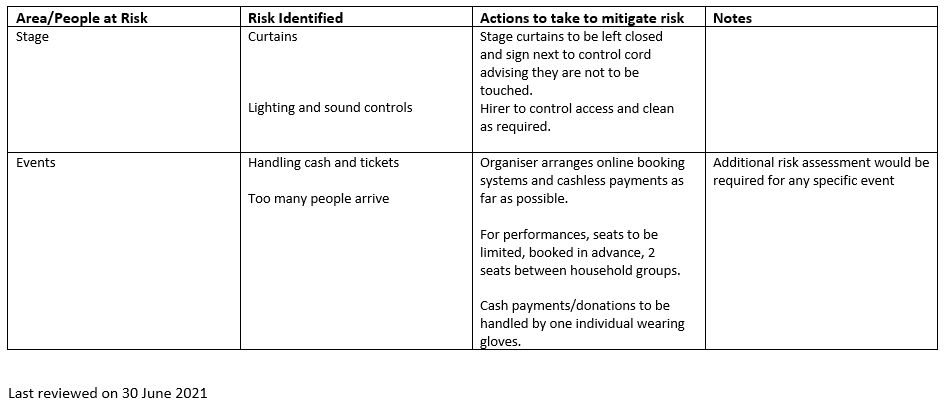 Area/People at Risk Risk Identified Actions to take to mitigate risk Notes
Stage Curtains Stage curtains to be left closed
and sign next to control cord
advising they are not to be
touched.
Lighting and sound controls Hirer to control access and clean
as required.
Events Handling cash and tickets Organiser arranges online booking Additional risk assessment would be
systems and cashless payments as required for any specific event
Too many people arrive far as possible.
For performances, seats to be
limited, booked in advance, 2
seats between household groups.
Cash payments/donations to be
handled by one individual wearing
gloves.
Last reviewed on 30 June 2021